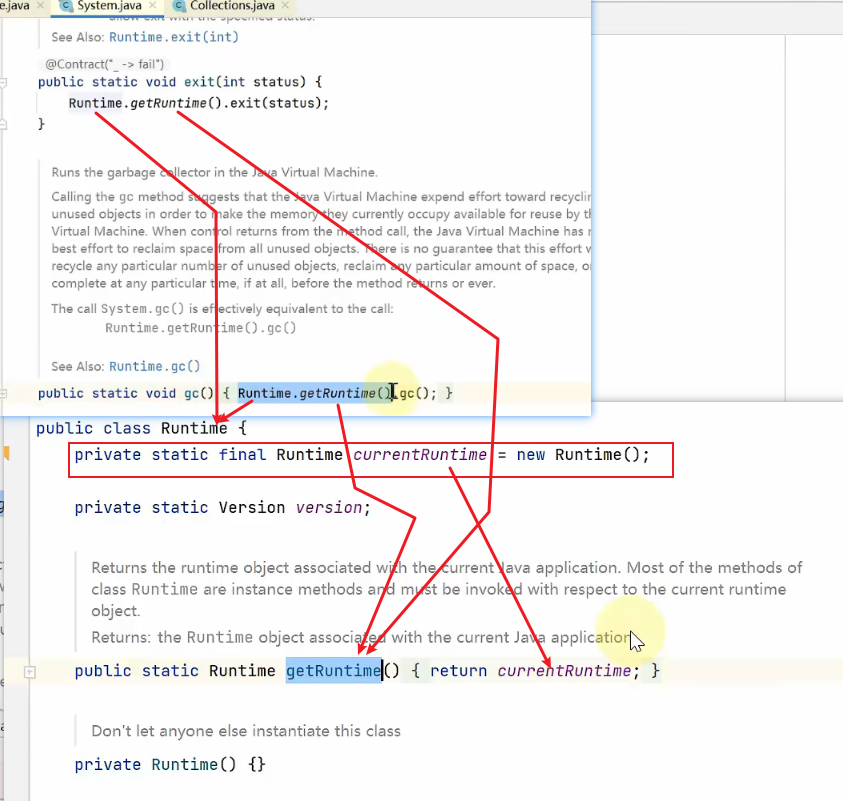 e.java × System.java × Collections.java ×
allow exit with the specified status.
See Also: Runtime.exit(int)
@Contract("_ -> fail")
public static void exit(int status) {
Runtime.getRuntime().exit(status);
}
Runs the garbage collector in the Java Virtual Machine.
Calling the gc method suggests that the Java Virtual Machine expend effort toward recyclin
unused objects in order to make the memory they currently occupy available for reuse by th
Virtual Machine. When control returns from the method call, the Java Virtual Machine has
best effort to reclaim space from all unused objects. There is no guarantee that this effort
recycle any particular number of unused objects, reclaim any particular amount of space, o
complete at any particular time, if at all, before the method returns or ever.
The call System.gc() is effectively equivalent to the call:
Runtime.getRuntime().gc()
See Also: Runtime.gc()
public static void gc() { Runtime.getRuntime().gc(); }
public class Runtime {
private static final Runtime currentRuntime = new Runtime();
private static Version version;
Returns the runtime object associated with the current Java application. Most of the methods of
class Runtime are instance methods and must be invoked with respect to the current runtime
object.
Returns: the Runtime object associated with the current Java application
public static Runtime getRuntime() { return currentRuntime; }
Don't let anyone else instantiate this class
private Runtime() {}